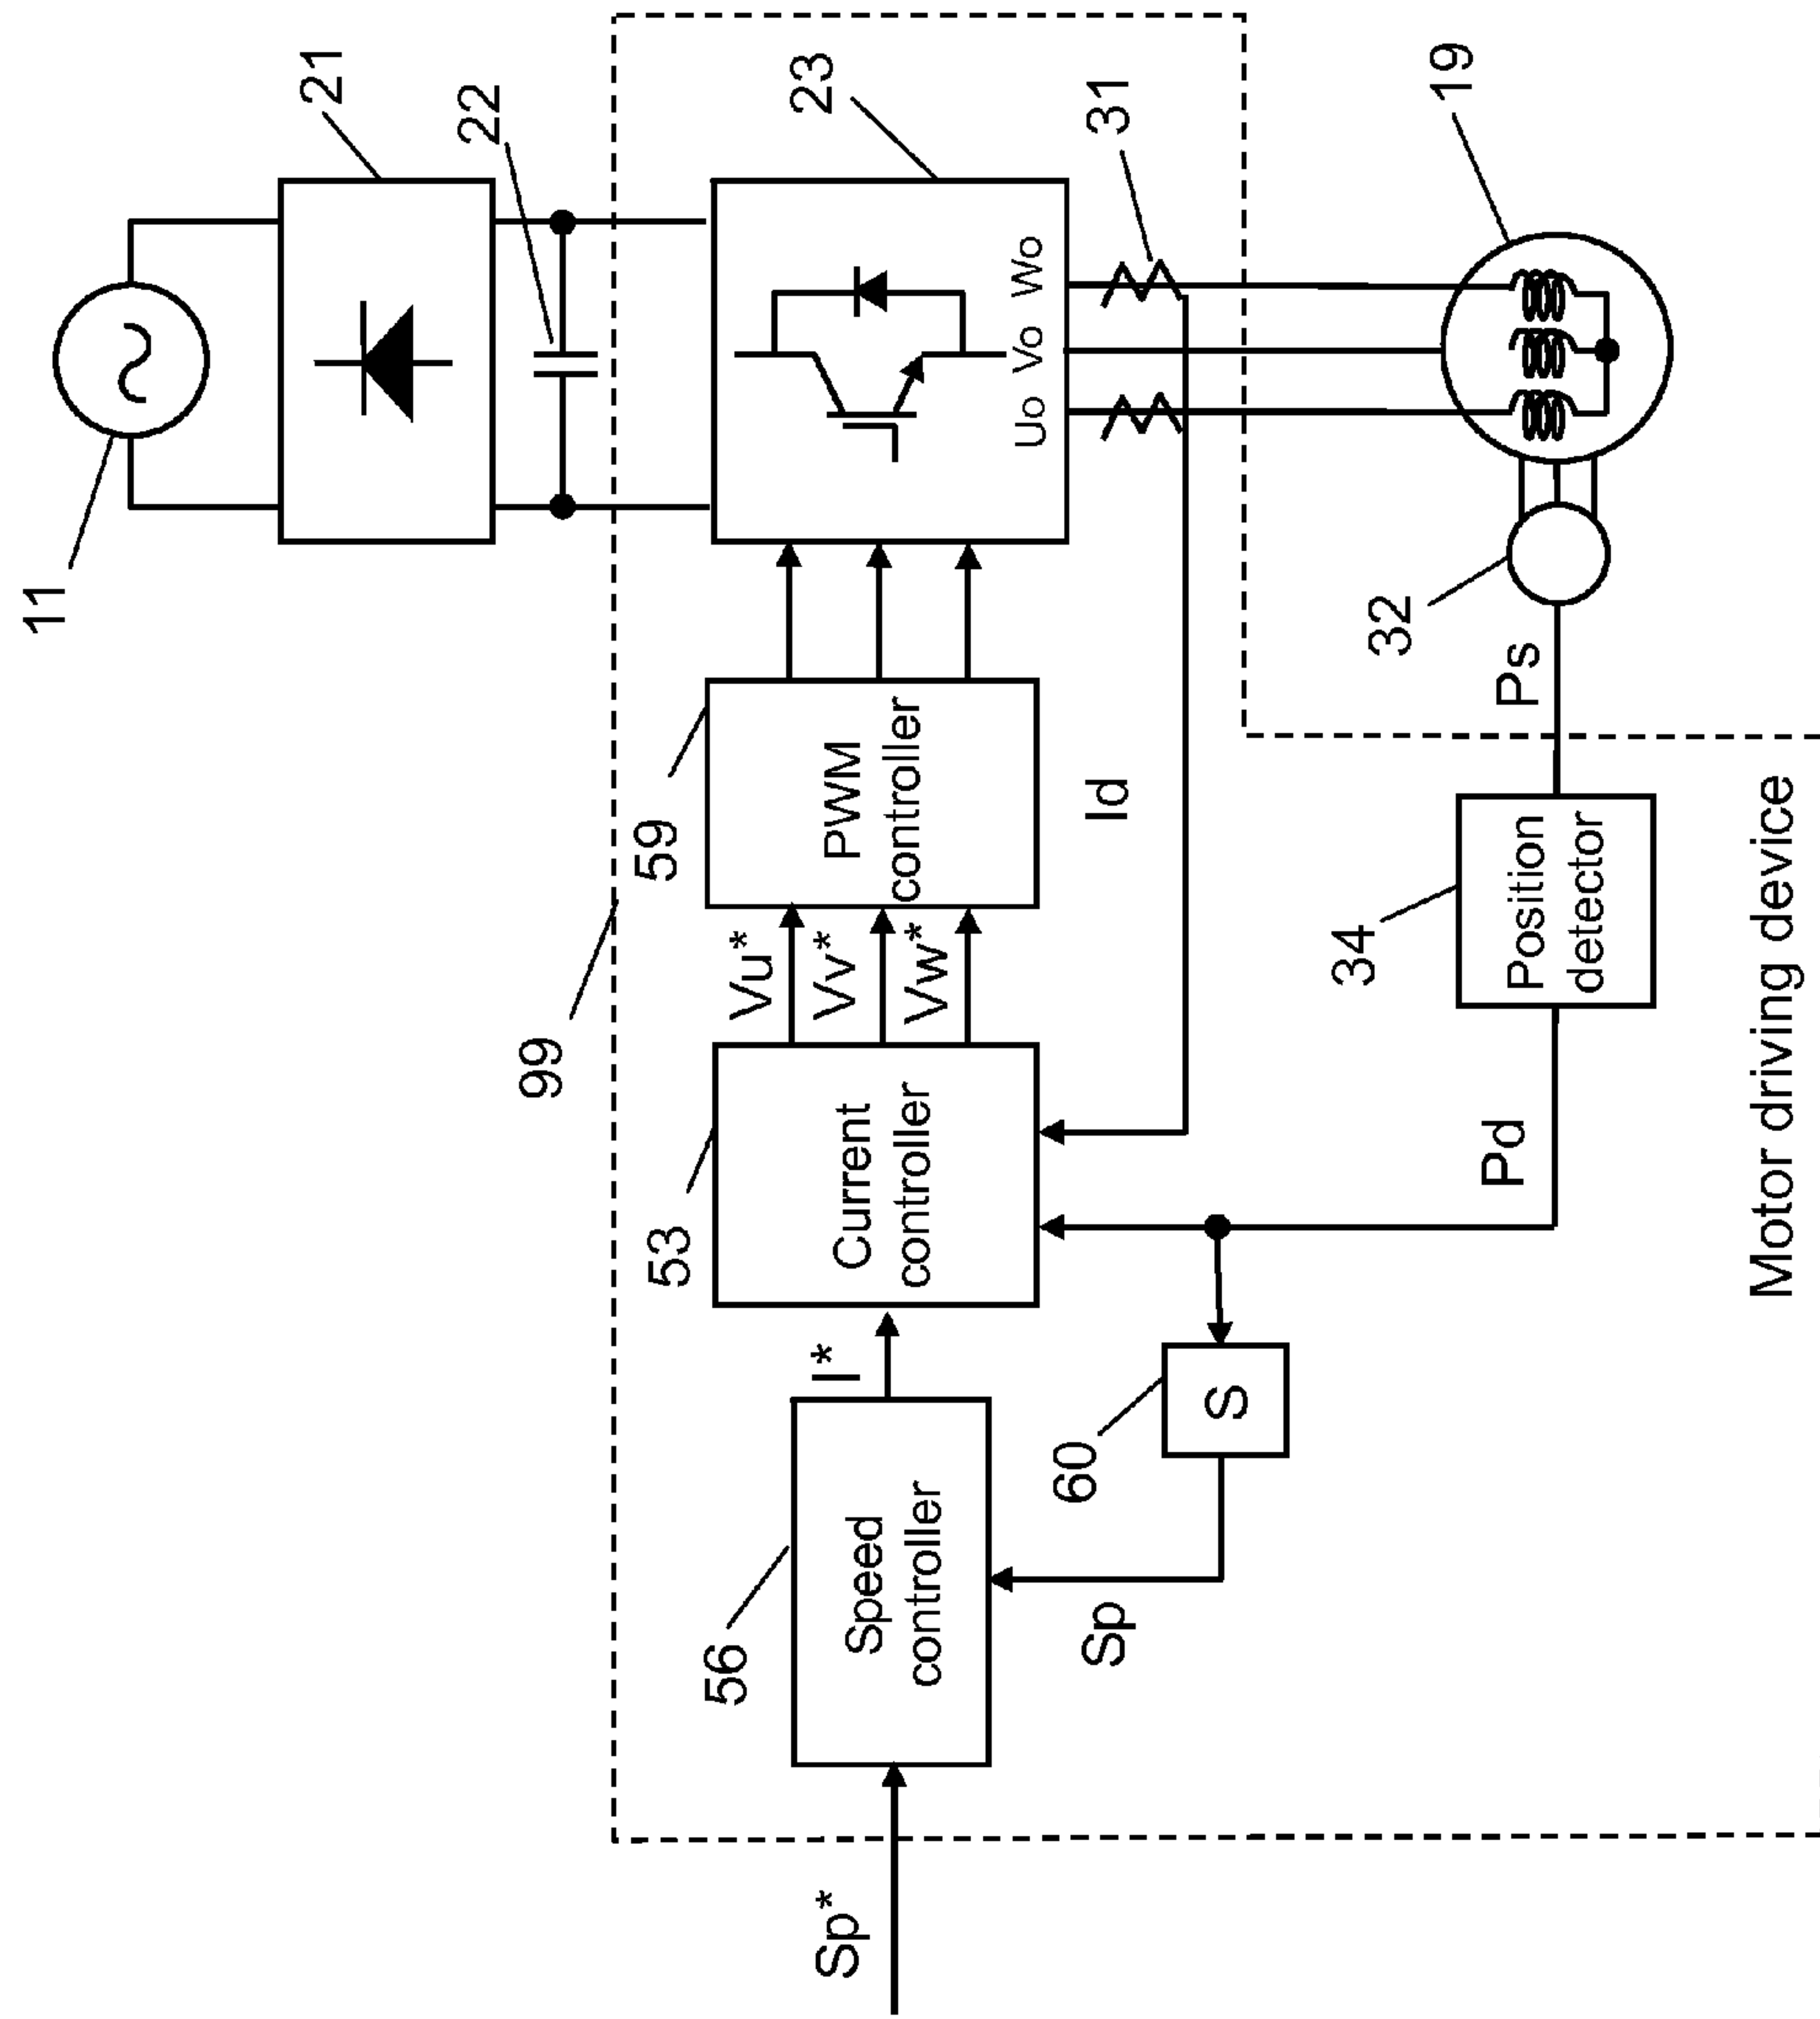 11
21
22
99
23
59
PWM
controller
53
Current
controller
56
Speed
controller
Sp*
I*
Vu*
Vv*
Vw*
Uo
Vo
Wo
31
Id
60
S
Sp
19
32
Ps
34
Position
detector
Pd
Motor driving device